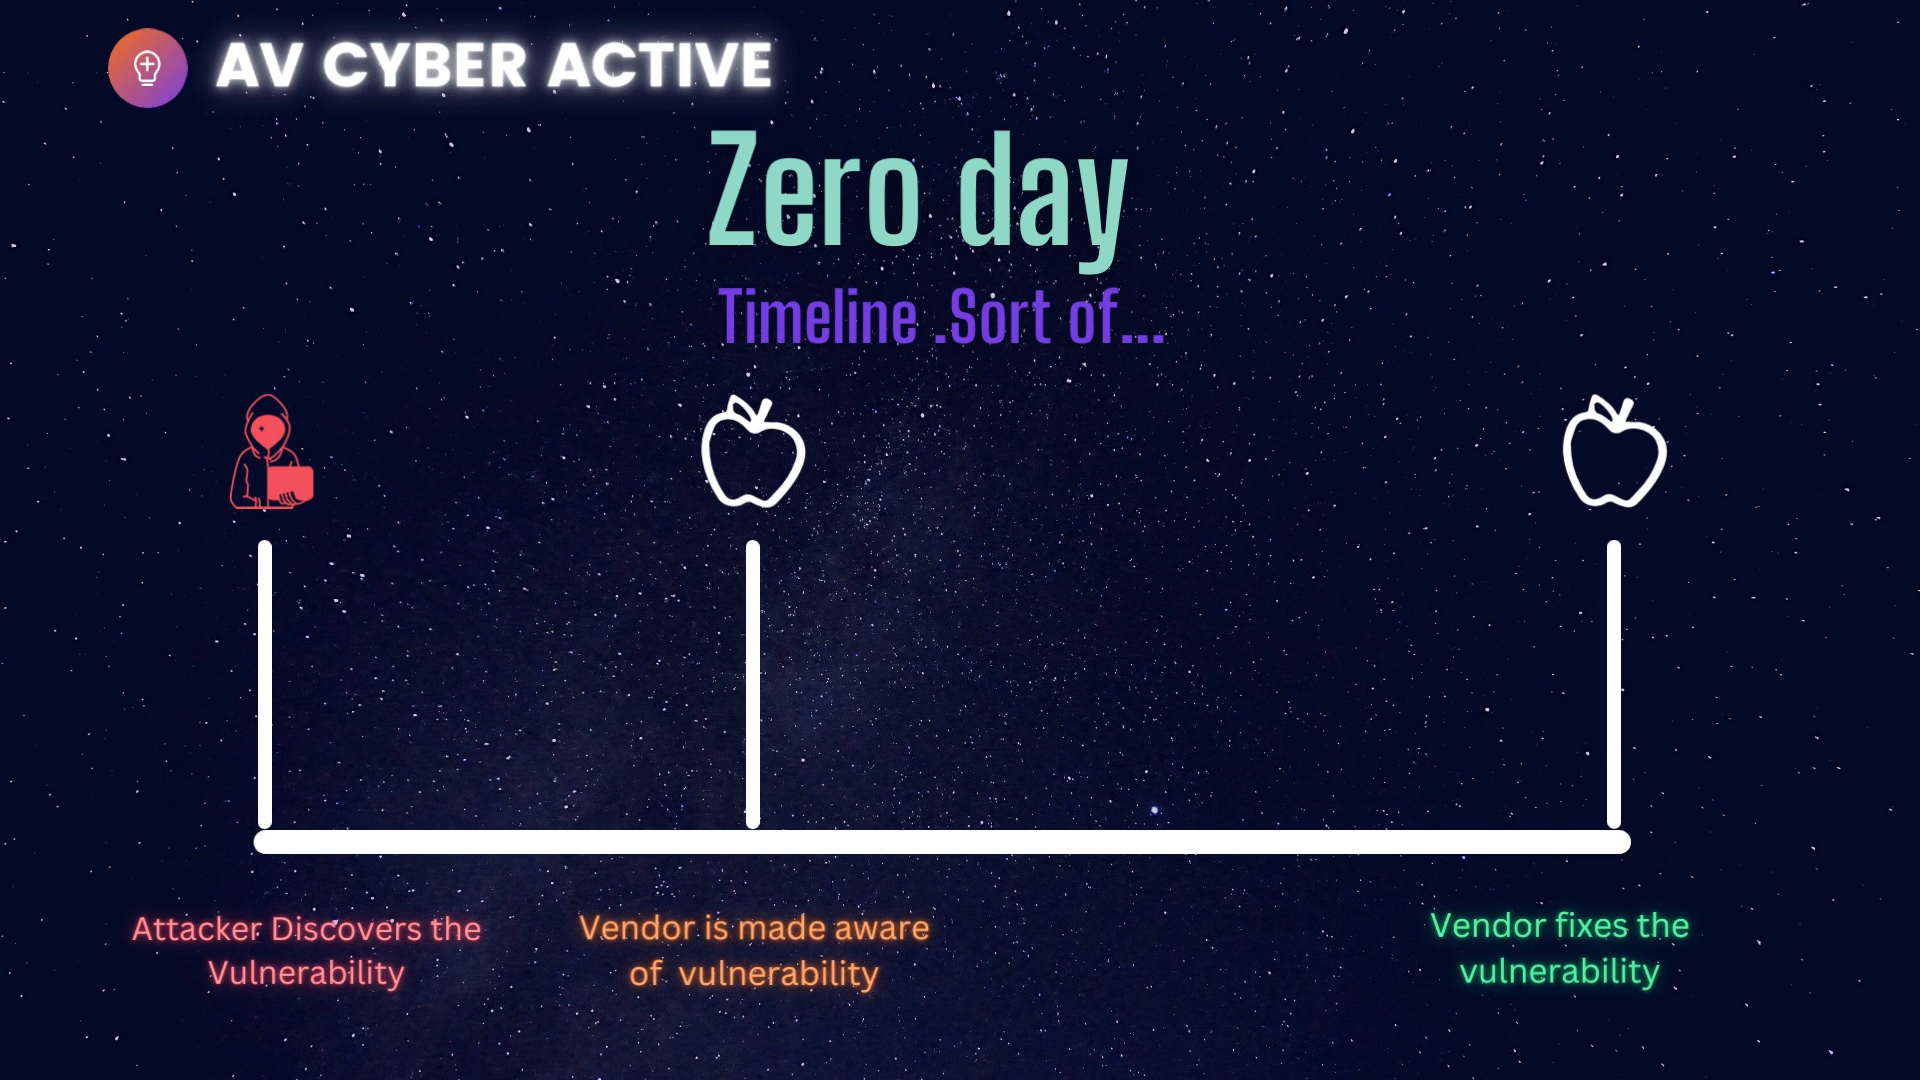 AV CYBER ACTIVE
Zero day
Timeline .Sort of...
Attacker Discovers the
Vulnerability
Vendor is made aware
of vulnerability
Vendor fixes the
vulnerability